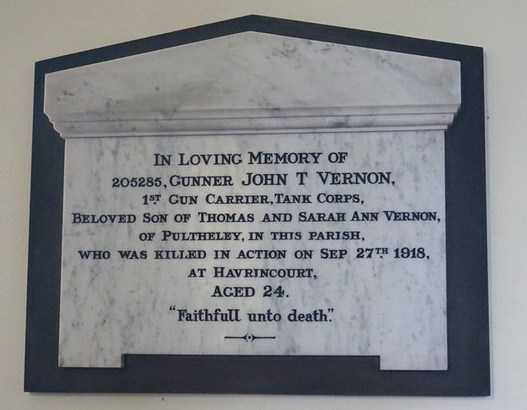 IN LOVING MEMORY OF
205285, GUNNER JOHN T VERNON,
1ST GUN CARRIER, TANK CORPS,
BELOVED SON OF THOMAS AND SARAH ANN VERNON,
OF PULTHELEY, IN THIS PARISH,
WHO WAS KILLED IN ACTION ON SEP 27TH 1918,
AT HAVRINCOURT,
AGED 24.
"Faithfull unto death."